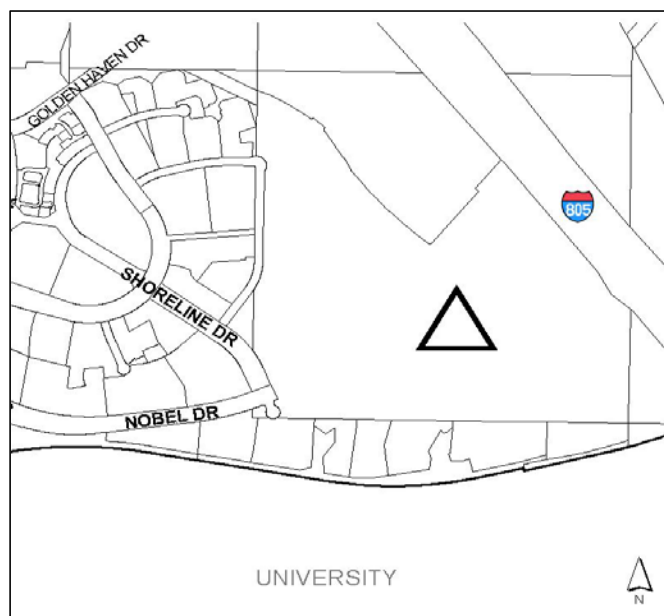 GOLDEN HAVEN DR
805
SHORELINE DR
NOBEL DR
UNIVERSITY
N